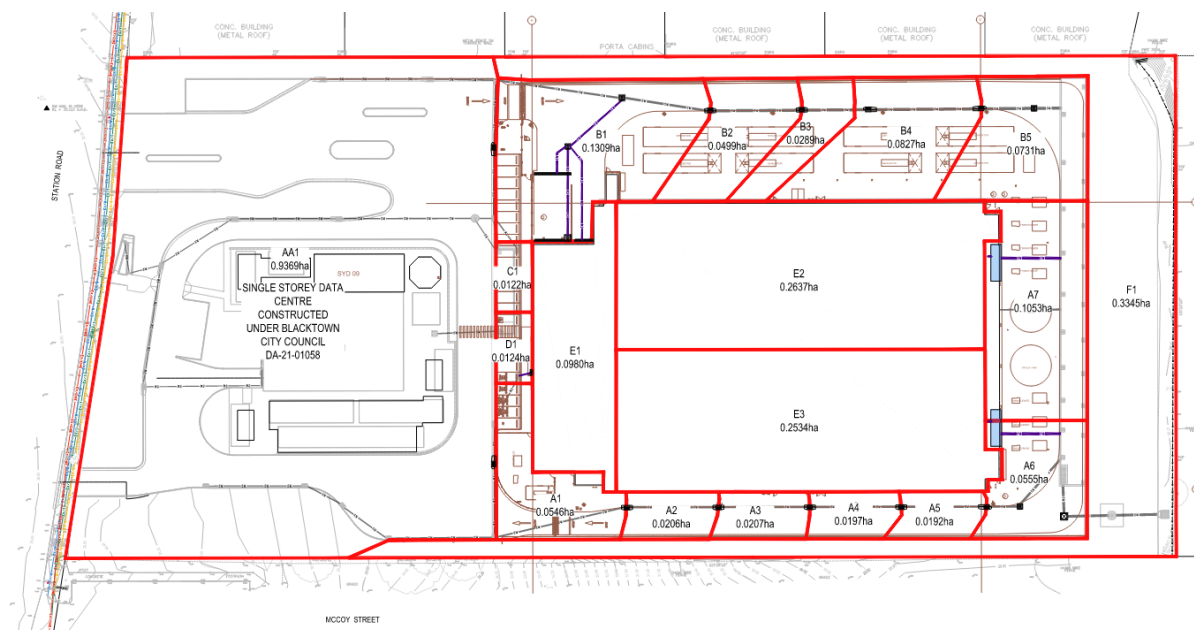 CONC. BUILDING
(METAL ROOF)
CONC. BUILDING
(METAL ROOF)
CONC. BUILDING
(METAL ROOF)
CONC. BUILDING
(METAL ROOF)
PORTA CABINS
STATION ROAD
B1
0.1309ha
B2
0.0499ha
B3
0.0289ha
B4
0.0827ha
B5
0.0731ha
AA1
0.9369ha
SYD 09
SINGLE STOREY DATA
CENTRE
CONSTRUCTED
UNDER BLACKTOWN
CITY COUNCIL
DA-21-01058
C1
0.0122ha
D1
0.0124ha
E1
0.0980ha
E2
0.2637ha
E3
0.2534ha
A7
0.1053ha
F1
0.3345ha
A6
0.0555ha
A1
0.0546ha
A2
0.0206ha
A3
0.0207ha
A4
0.0197ha
A5
0.0192ha
MCCOY STREET